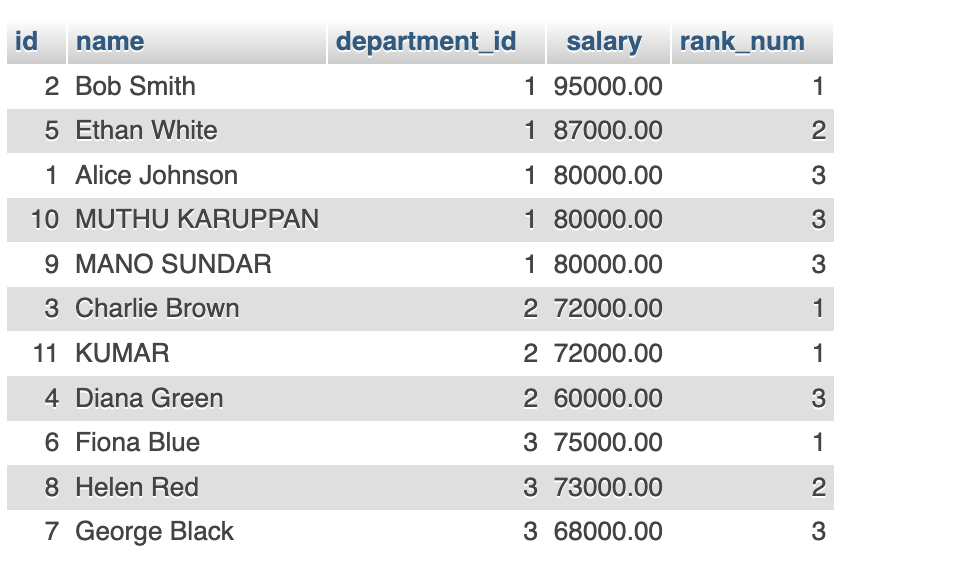 id name department_id salary rank_num
2 Bob Smith 1 95000.00 1
5 Ethan White 1 87000.00 2
1 Alice Johnson 1 80000.00 3
10 MUTHU KARUPPAN 1 80000.00 3
9 MANO SUNDAR 1 80000.00 3
3 Charlie Brown 2 72000.00 1
11 KUMAR 2 72000.00 1
4 Diana Green 2 60000.00 3
6 Fiona Blue 3 75000.00 1
8 Helen Red 3 73000.00 2
7 George Black 3 68000.00 3